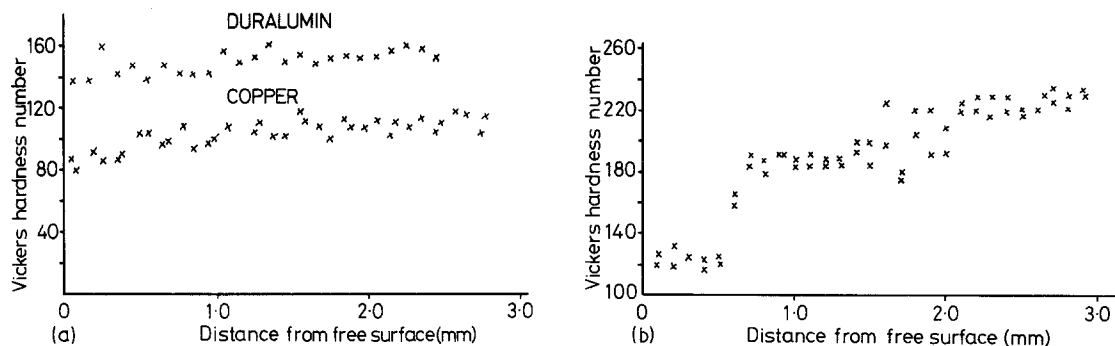 DURALUMIN
COPPER
Vickers hardness number
160
120
80
40
0
1·0
2·0
3·0
(a)
Distance from free surface(mm)
Vickers hardness number
260
220
180
140
100
0
1·0
2·0
3·0
(b)
Distance from free surface (mm)